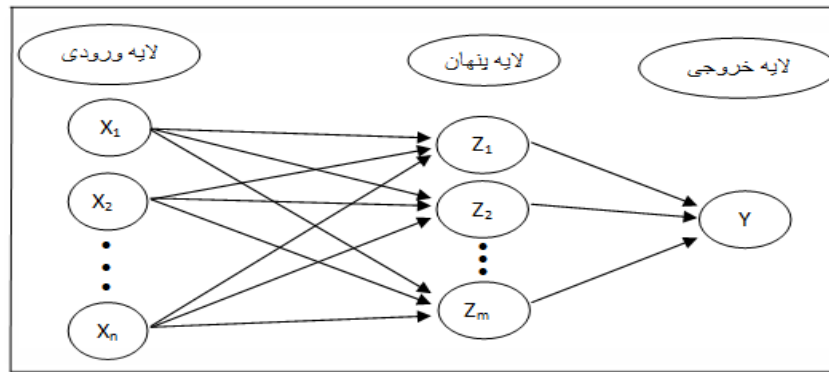 لایه ورودی
لایه پنهان
لایه خروجی
X₁
Z₁
X₂
Z₂
Y
Xₙ
Zₘ